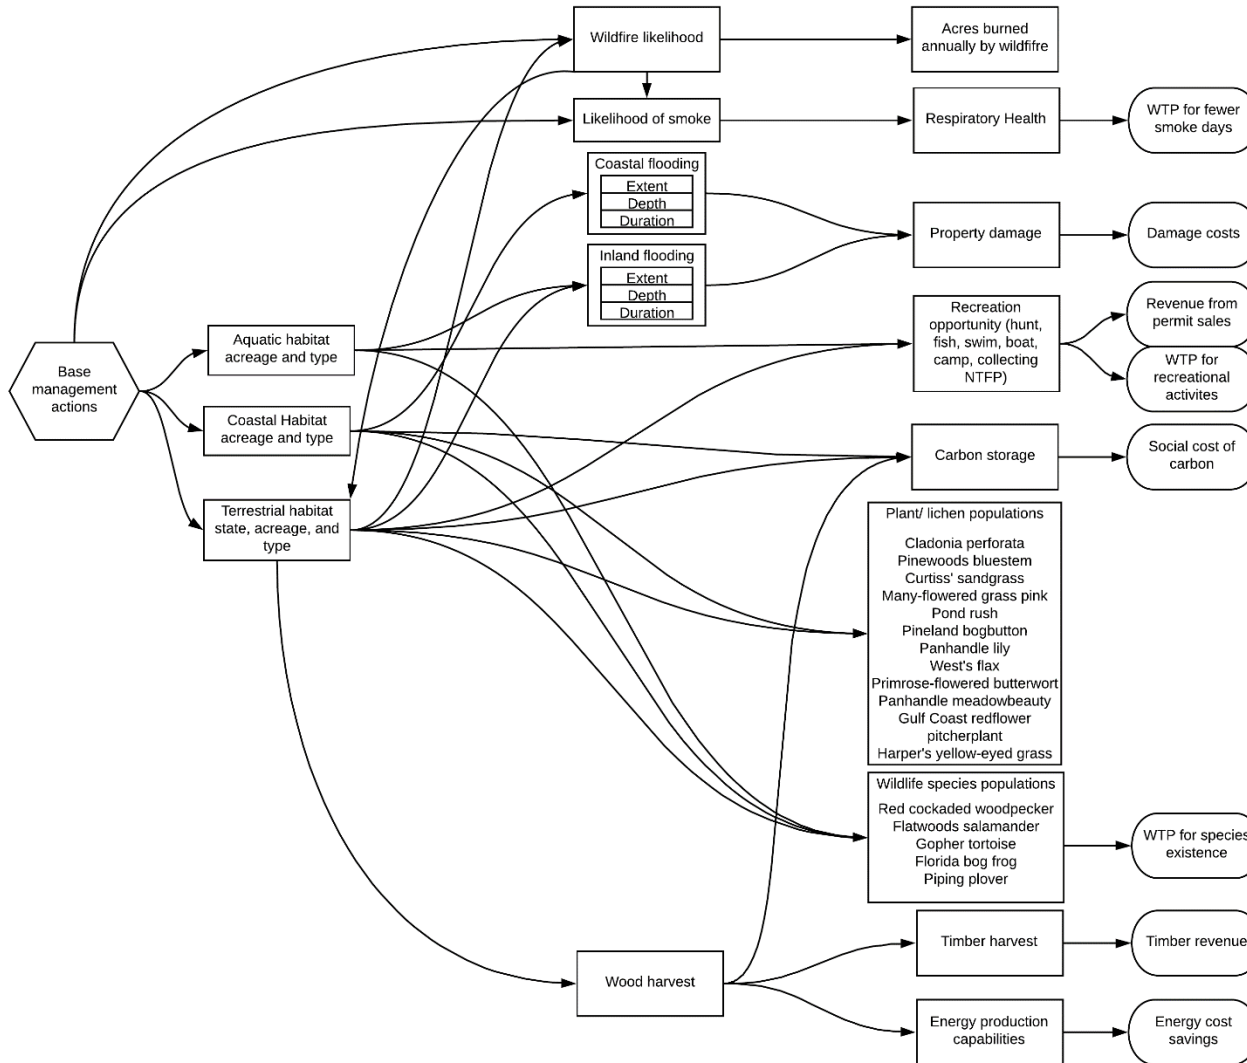 Wildfire likelihood
Acres burned
annually by wildfifre
Likelihood of smoke
Respiratory Health
WTP for fewer
smoke days
Coastal flooding
Extent
Depth
Duration
Property damage
Damage costs
Inland flooding
Extent
Depth
Duration
Recreation
opportunity (hunt,
fish, swim, boat,
camp, collecting
NTFP)
Revenue from
permit sales
WTP for
recreational
activites
Base
management
actions
Aquatic habitat
acreage and type
Coastal Habitat
acreage and type
Terrestrial habitat
state, acreage, and
type
Carbon storage
Social cost of
carbon
Plant/ lichen populations
Cladonia perforata
Pinewoods bluestem
Curtiss' sandgrass
Many-flowered grass pink
Pond rush
Pineland bogbutton
Panhandle lily
West's flax
Primrose-flowered butterwort
Panhandle meadowbeauty
Gulf Coast redflower
pitcherplant
Harper's yellow-eyed grass
Wildlife species populations
Red cockaded woodpecker
Flatwoods salamander
Gopher tortoise
Florida bog frog
Piping plover
WTP for species
existence
Wood harvest
Timber harvest
Timber revenue
Energy production
capabilities
Energy cost
savings